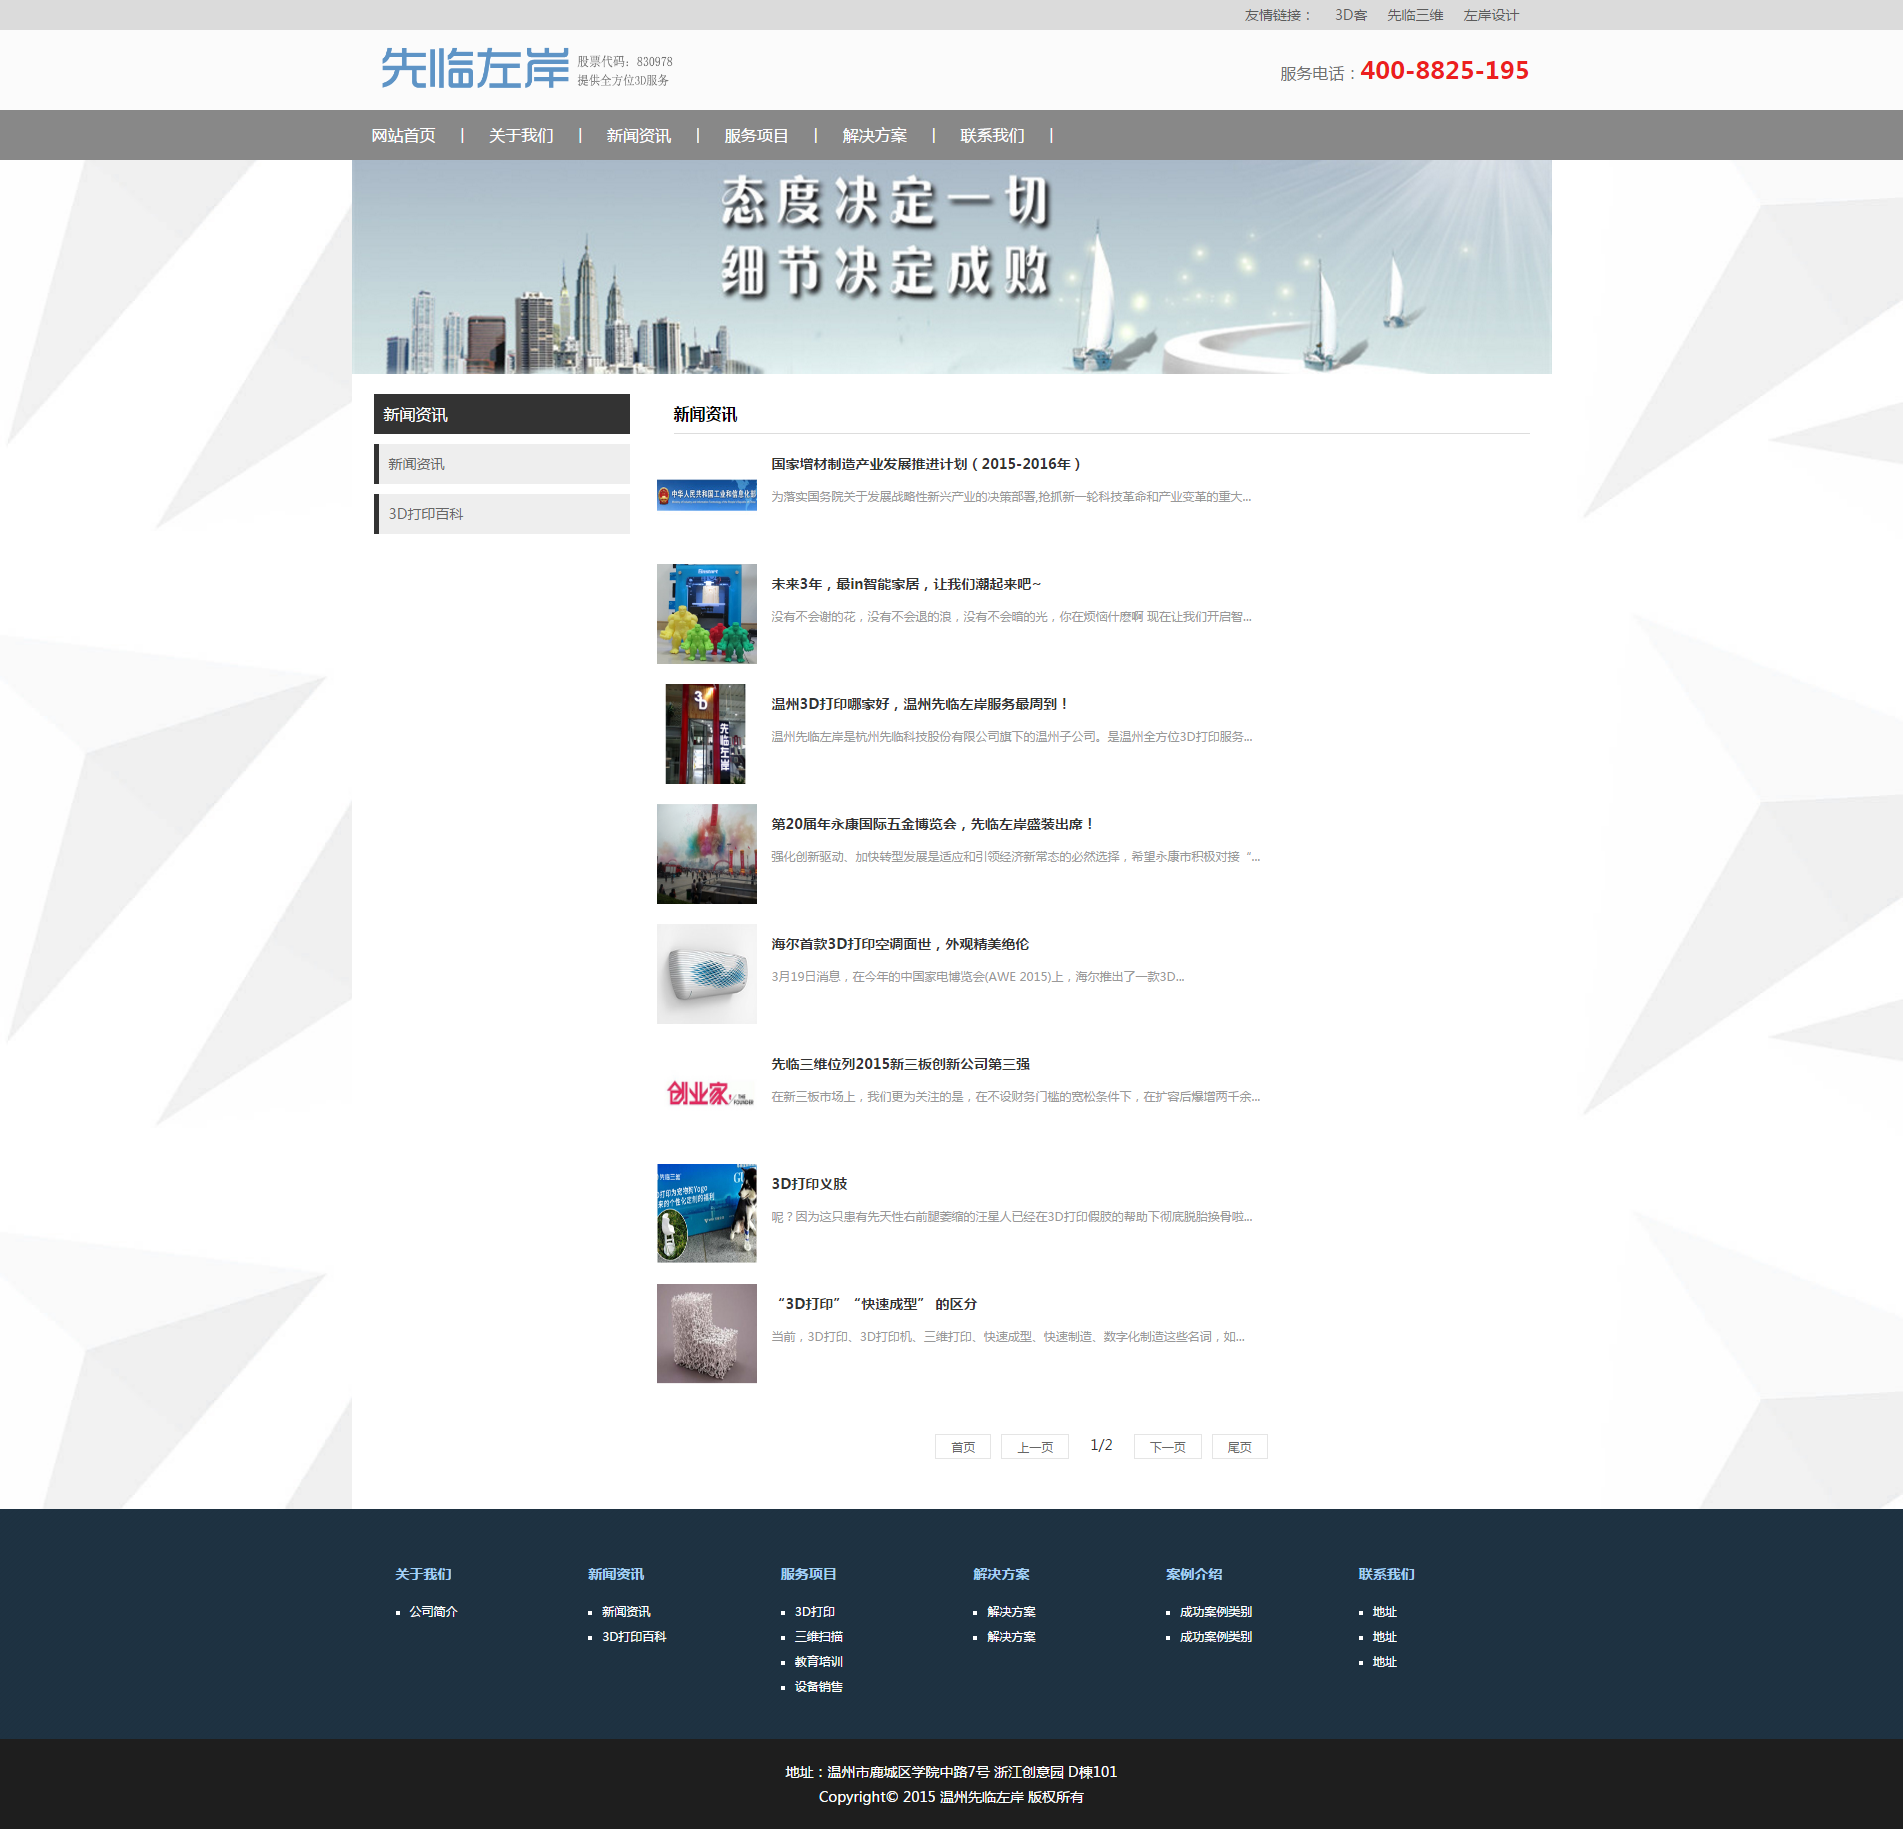 友情链接： 3D客 先临三维 左岸设计
先临左岸 股票代码：830978
提供全方位3D服务
服务电话：400-8825-195
网站首页 | 关于我们 | 新闻资讯 | 服务项目 | 解决方案 | 联系我们 |
态度决定一切
细节决定成败
新闻资讯
新闻资讯
3D打印百科
新闻资讯
国家增材制造产业发展推进计划（2015-2016年）
中华人民共和国工业和信息化部
为落实国务院关于发展战略性新兴产业的决策部署,抢抓新一轮科技革命和产业变革的重大...
未来3年，最in智能家居，让我们潮起来吧~
没有不会谢的花，没有不会退的浪，没有不会暗的光，你在烦恼什麽啊 现在让我们开启智...
3D
先临左岸
温州3D打印哪家好，温州先临左岸服务最周到！
温州先临左岸是杭州先临科技股份有限公司旗下的温州子公司。是温州全方位3D打印服务...
第20届年永康国际五金博览会，先临左岸盛装出席！
强化创新驱动、加快转型发展是适应和引领经济新常态的必然选择，希望永康市积极对接“...
海尔首款3D打印空调面世，外观精美绝伦
3月19日消息，在今年的中国家电博览会(AWE 2015)上，海尔推出了一款3D...
先临三维位列2015新三板创新公司第三强
创业家 THE FOUNDER
在新三板市场上，我们更为关注的是，在不设财务门槛的宽松条件下，在扩容后爆增两千余...
3D打印义肢
呢？因为这只患有先天性右前腿萎缩的汪星人已经在3D打印假肢的帮助下彻底脱胎换骨啦...
“3D打印” “快速成型” 的区分
当前，3D打印、3D打印机、三维打印、快速成型、快速制造、数字化制造这些名词，如...
首页 上一页 1/2 下一页 尾页
关于我们 新闻资讯 服务项目 解决方案 案例介绍 联系我们
公司简介 新闻资讯 3D打印 解决方案 成功案例类别 地址
3D打印百科 三维扫描 解决方案 成功案例类别 地址
教育培训 地址
设备销售
地址：温州市鹿城区学院中路7号 浙江创意园 D棟101
Copyright© 2015 温州先临左岸 版权所有